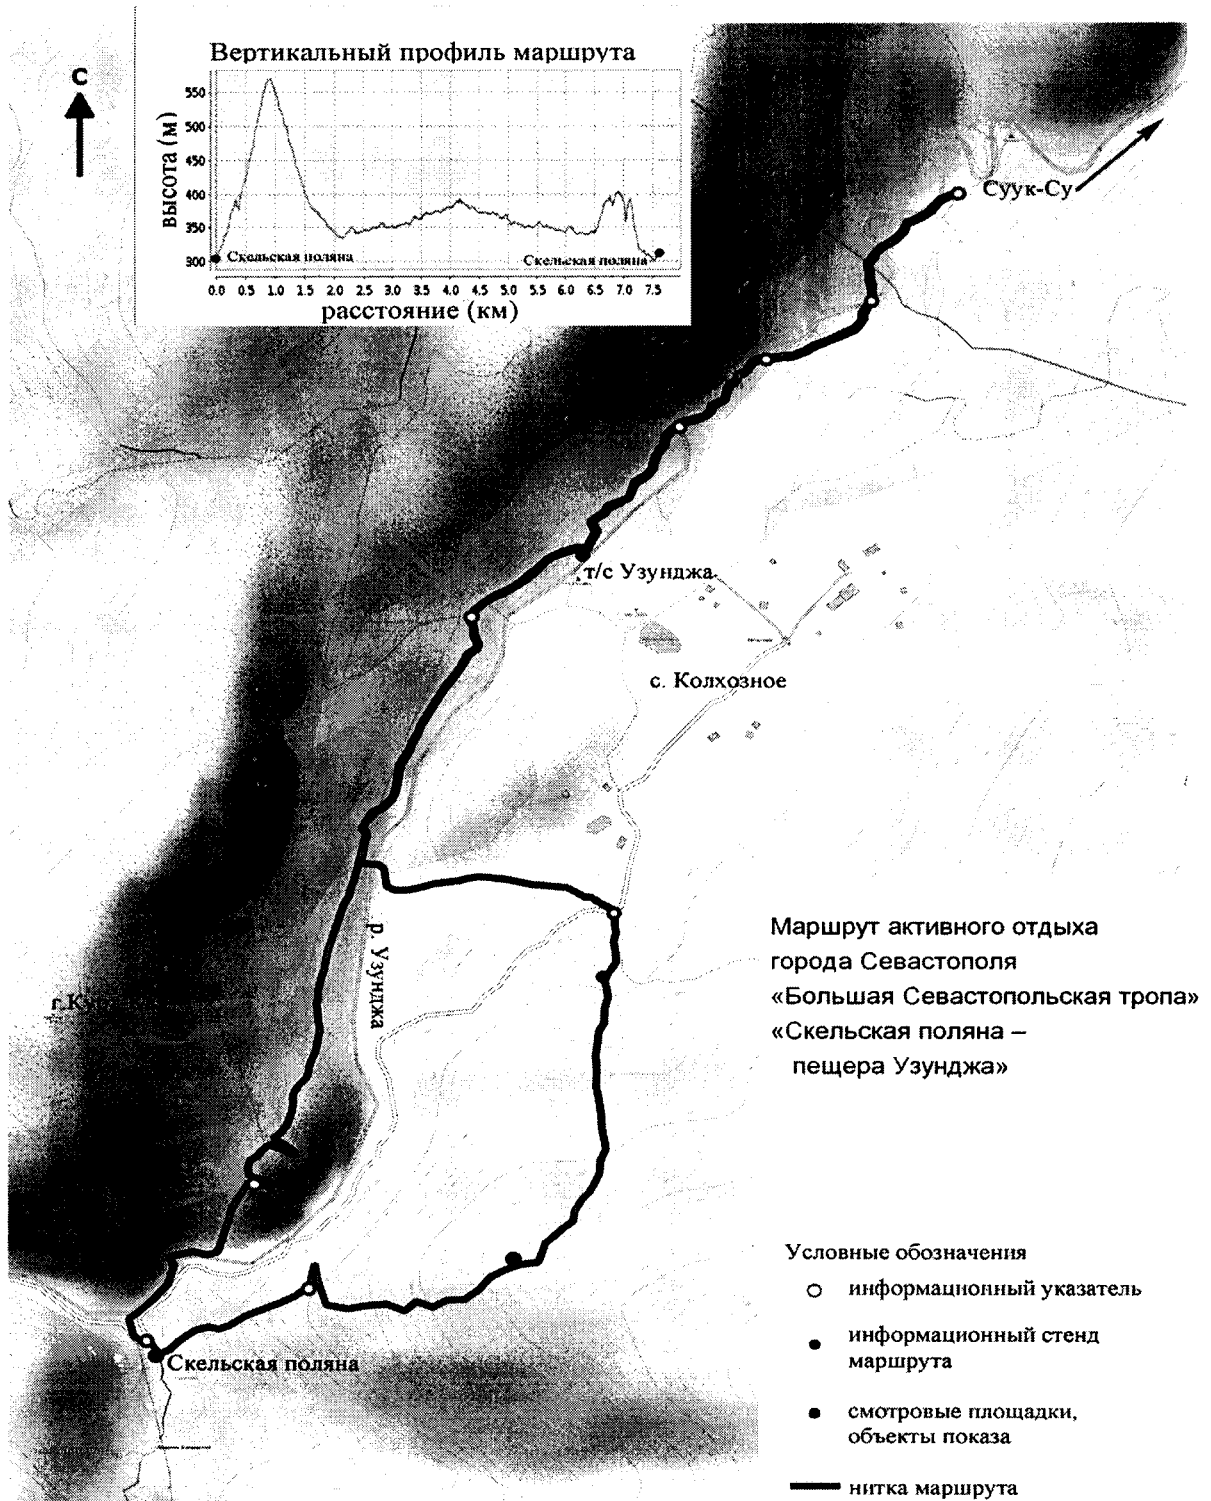 С
Вертикальный профиль маршрута
высота (м)
550
500
450
400
350
300
Скельская поляна
Скельская поляна
0.0 0.5 1.0 1.5 2.0 2.5 3.0 3.5 4.0 4.5 5.0 5.5 6.0 6.5 7.0 7.5
расстояние (км)
Суук-Су
т/с Узунджа
с. Колхозное
р. Узунджа
Маршрут активного отдыха
города Севастополя
«Большая Севастопольская тропа»
«Скельская поляна –
пещера Узунджа»
Скельская поляна
Условные обозначения
информационный указатель
информационный стенд
маршрута
смотровые площадки,
объекты показа
нитка маршрута